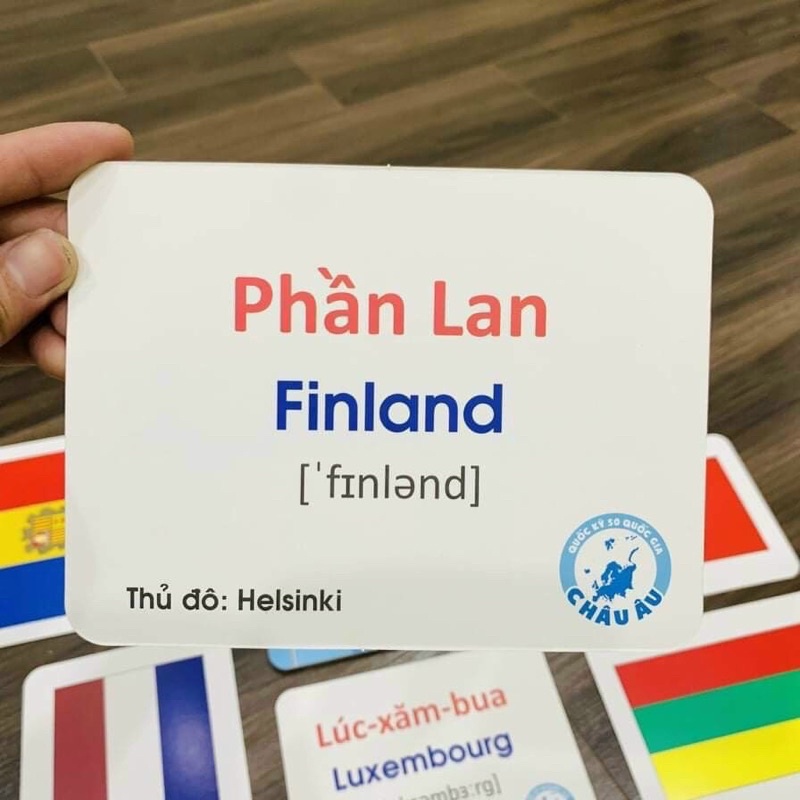 Phần Lan
Finland
[ˈfɪnlənd]
Thủ đô: Helsinki
QUỐC KỲ 50 QUỐC GIA
CHÂU ÂU
Lúc-xăm-bua
Luxembourg